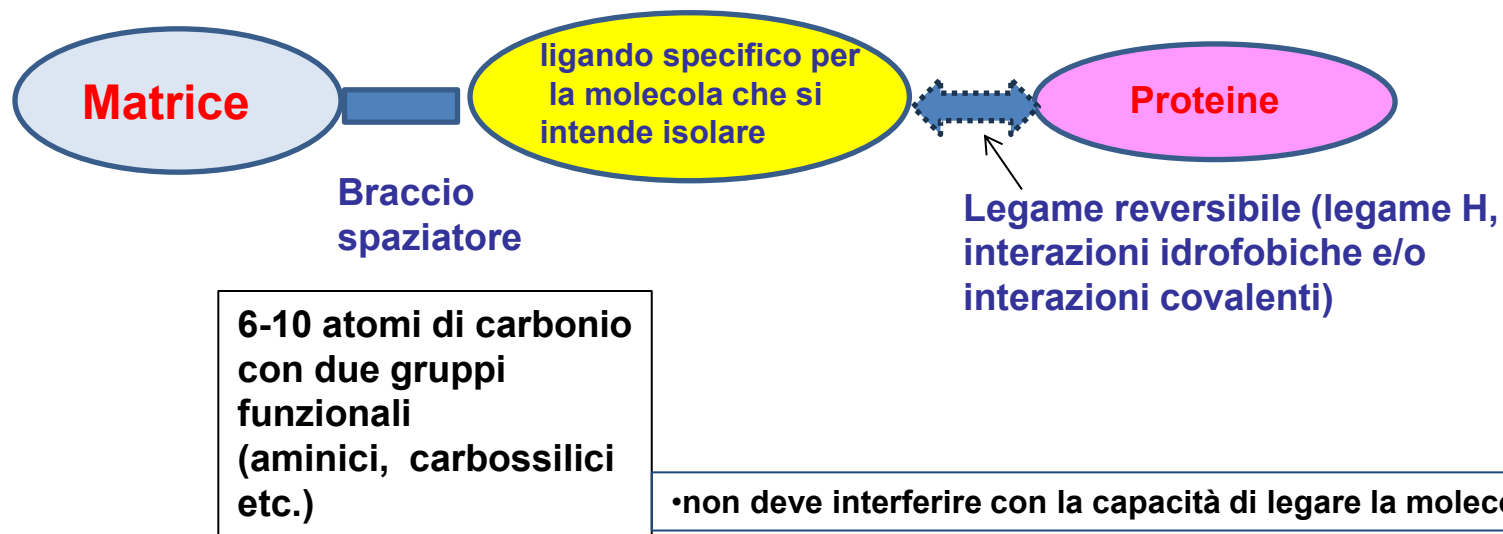 Matrice
ligando specifico per
la molecola che si
intende isolare
Proteine
Braccio
spaziatore
Legame reversibile (legame H,
interazioni idrofobiche e/o
interazioni covalenti)
6-10 atomi di carbonio
con due gruppi
funzionali
(aminici, carbossilici
etc.)
•non deve interferire con la capacità di legare la